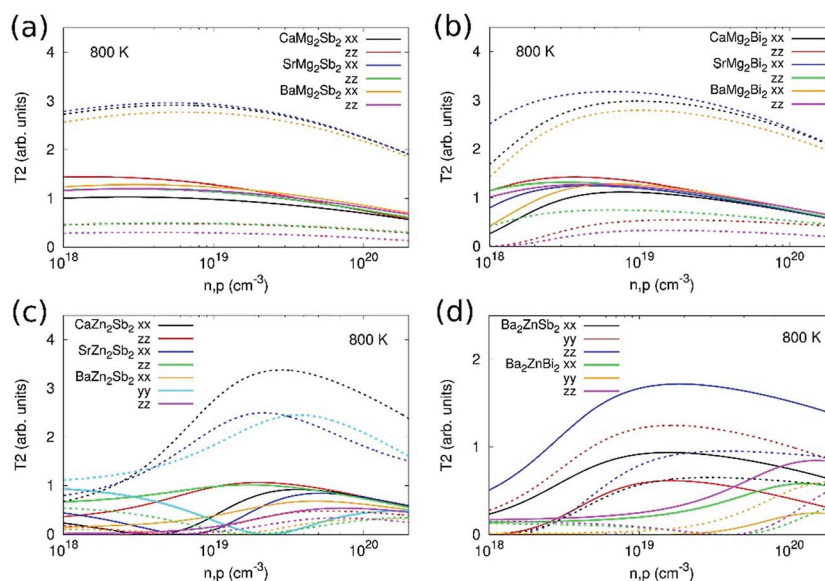 (a)
800 K
CaMg2Sb2 xx
zz
SrMg2Sb2 xx
zz
BaMg2Sb2 xx
zz
T2 (arb. units)
4
3
2
1
0
10^18
10^19
10^20
n,p (cm^-3)
(b)
800 K
CaMg2Bi2 xx
zz
SrMg2Bi2 xx
zz
BaMg2Bi2 xx
zz
T2 (arb. units)
4
3
2
1
0
10^18
10^19
10^20
n,p (cm^-3)
(c)
CaZn2Sb2 xx
zz
SrZn2Sb2 xx
zz
BaZn2Sb2 xx
yy
zz
800 K
T2 (arb. units)
4
3
2
1
0
10^18
10^19
10^20
n,p (cm^-3)
(d)
Ba2ZnSb2 xx
yy
zz
Ba2ZnBi2 xx
yy
zz
800 K
T2 (arb. units)
2
1
0
10^18
10^19
10^20
n,p (cm^-3)